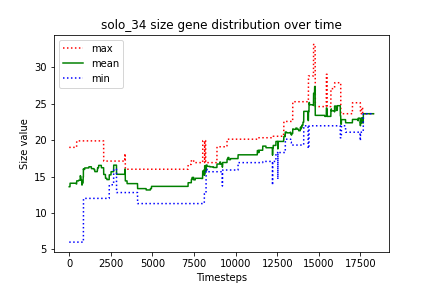 solo_34 size gene distribution over time
max
mean
min
Size value
30
25
20
15
10
5
0 2500 5000 7500 10000 12500 15000 17500
Timesteps